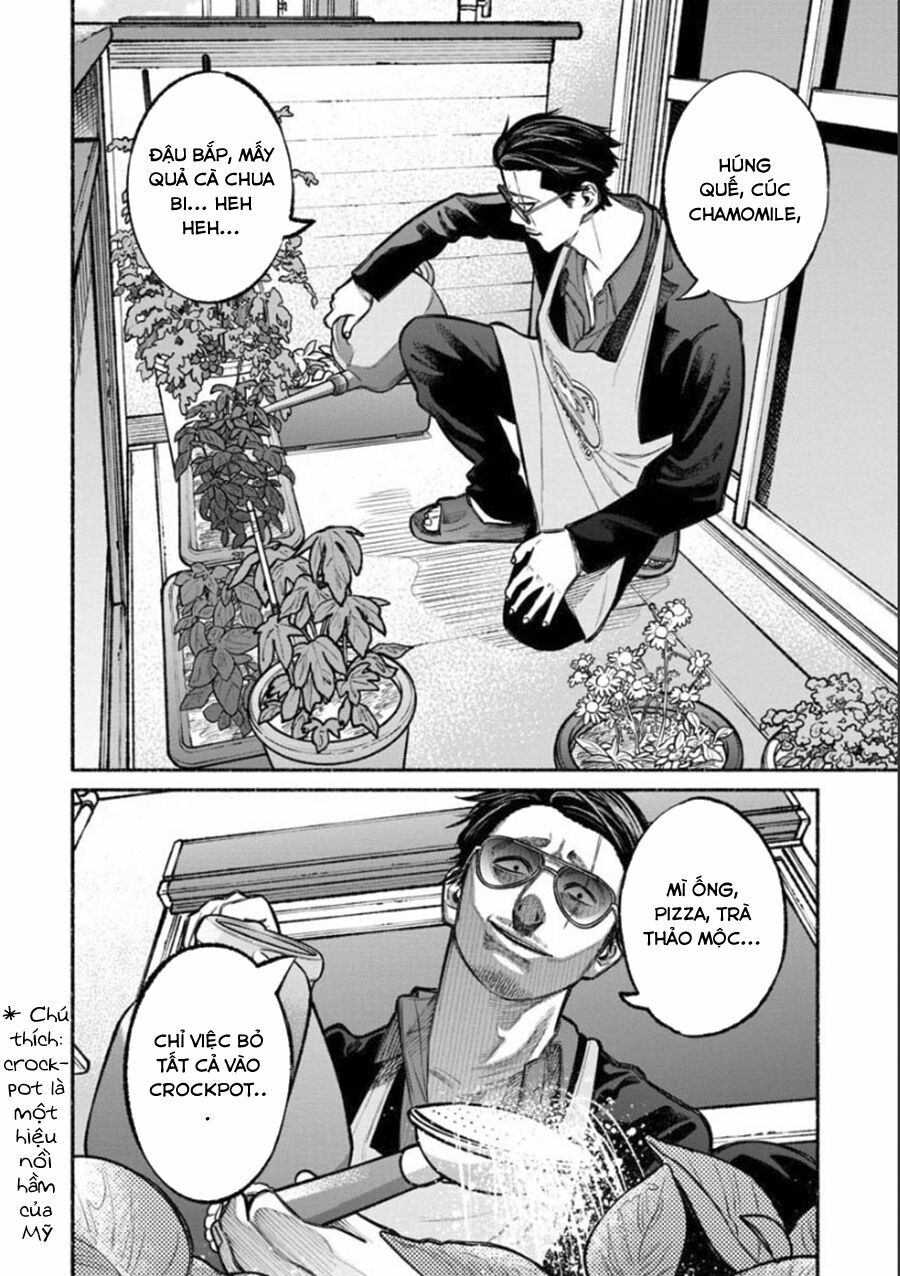 HÚNG
QUẾ, CÚC
CHAMOMILE,
ĐẬU BẮP, MẤY
QUẢ CÀ CHUA
BI... HEH
HEH...
MÌ ỐNG,
PIZZA, TRÀ
THẢO MỘC...
CHỈ VIỆC BỎ
TẤT CẢ VÀO
CROCKPOT..
.
* Chú
thích:
crock-
pot là
một
hiệu
nồi
hầm
của
Mỹ